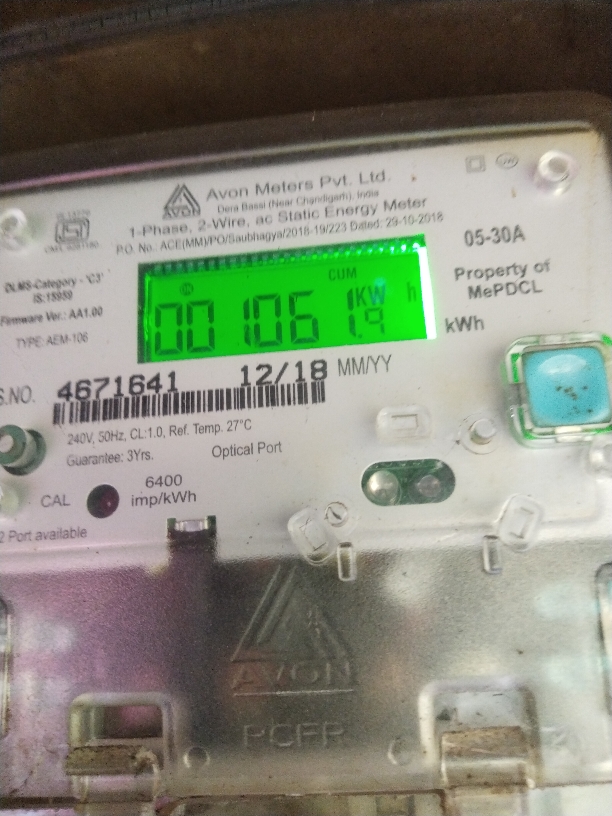 Avon Meters Pvt. Ltd.
AVON
Dera Bassi (Near Chandigarh), India
1-Phase, 2-Wire, ac Static Energy Meter
P.O. No.: ACE(MM)/PO/Saubhagya/2018-19/223 Dated: 29-10-2018
05-30A
DLMS-Category - 'C3'
IS:15959
Firmware Ver.: AA1.00
TYPE: AEM-106
CUM
KW h
001061.9
kWh
Property of
MePDCL
S.NO. 4671641 12/18 MM/YY
240V, 50Hz, CL:1.0, Ref. Temp. 27°C
Guarantee: 3Yrs. Optical Port
CAL
6400
imp/kWh
2 Port available
AVON